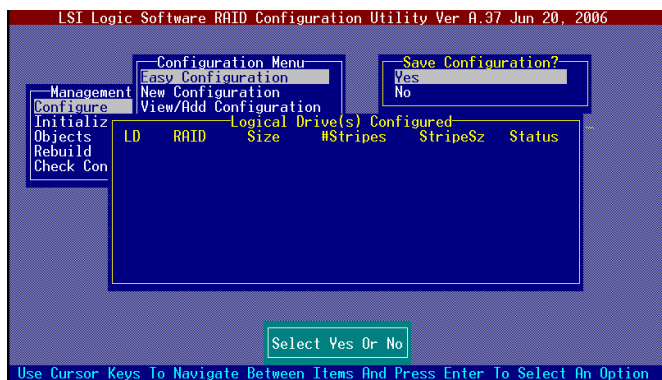 LSI Logic Software RAID Configuration Utility Ver A.37 Jun 20, 2006
Configuration Menu
Easy Configuration
New Configuration
View/Add Configuration
Save Configuration?
Yes
No
Management
Configure
Initializ
Objects
Rebuild
Check Con
Logical Drive(s) Configured
LD RAID Size #Stripes StripeSz Status
Select Yes Or No
Use Cursor Keys To Navigate Between Items And Press Enter To Select An Option